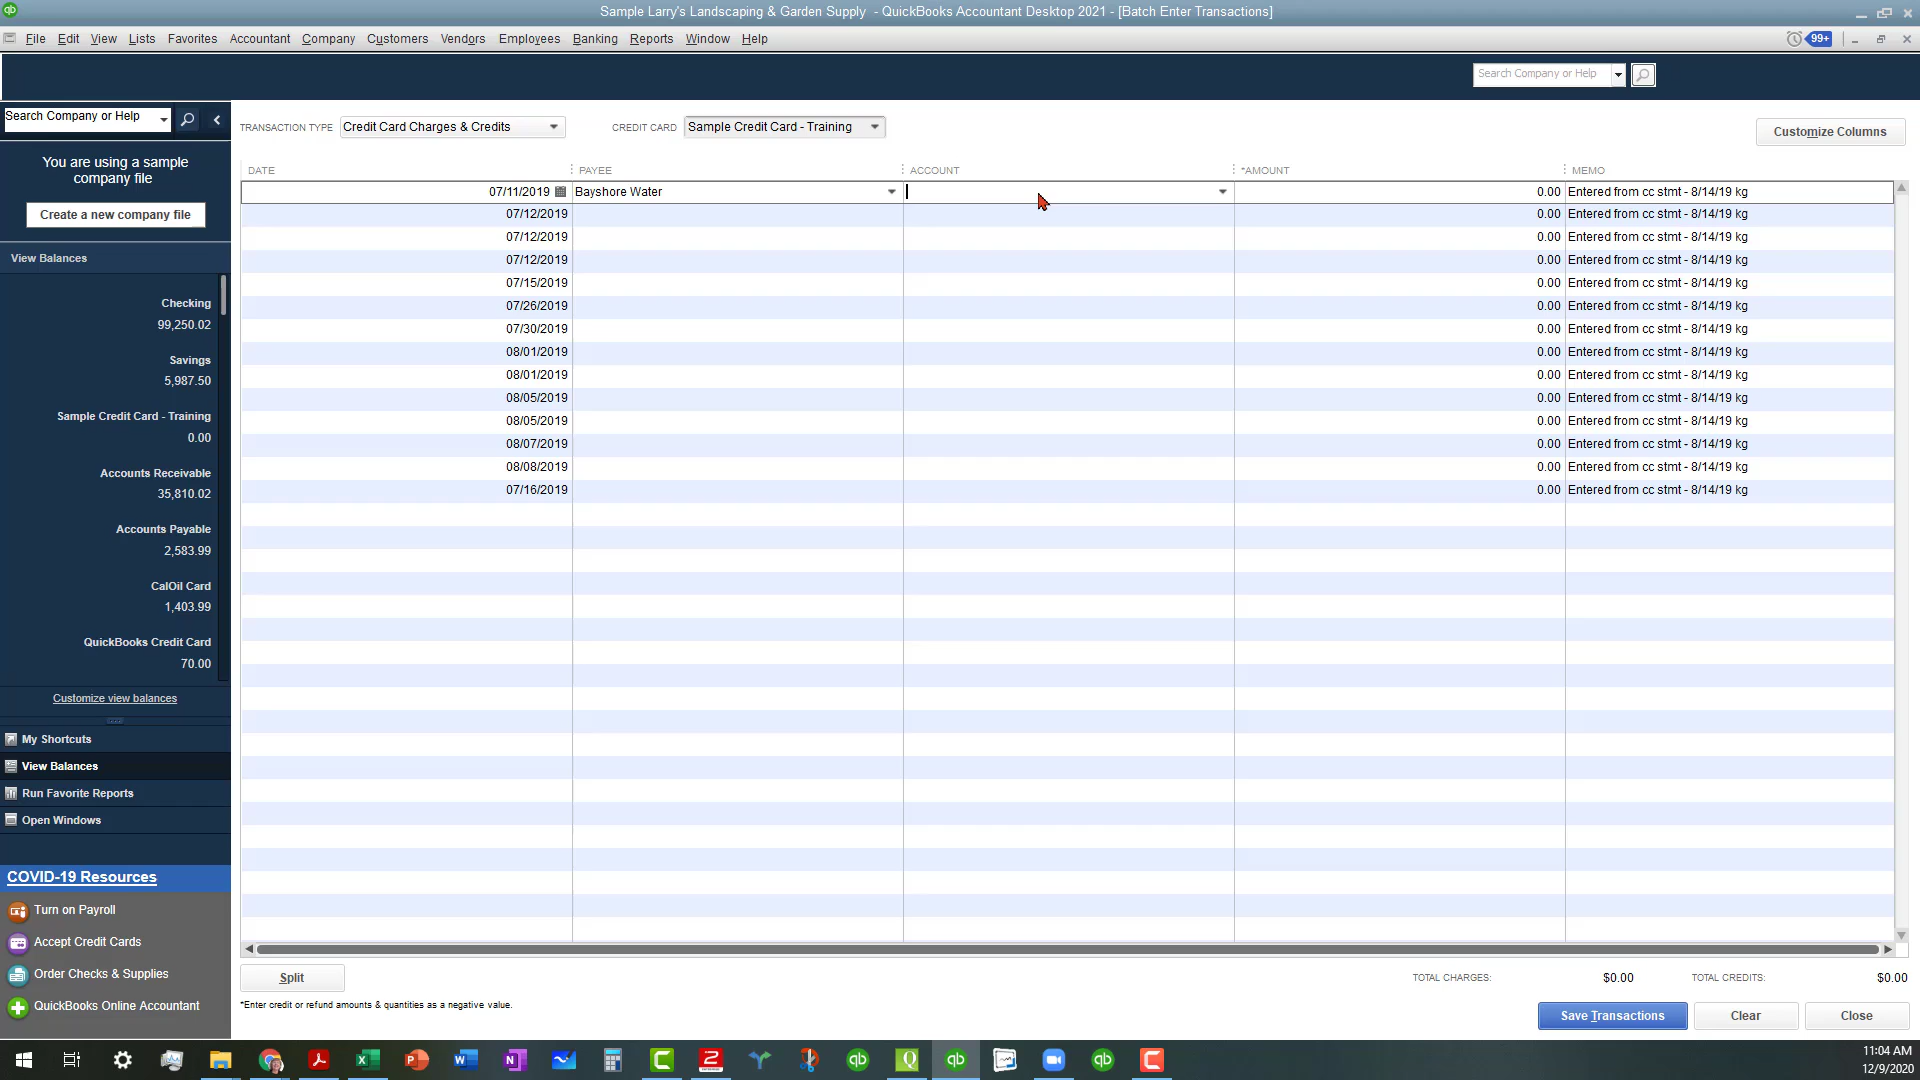 Sample Larry's Landscaping & Garden Supply - QuickBooks Accountant Desktop 2021 - [Batch Enter Transactions]
File Edit View Lists Favorites Accountant Company Customers Vendors Employees Banking Reports Window Help
99+
Search Company or Help
Search Company or Help
You are using a sample
company file
Create a new company file
View Balances
Checking
99,250.02
Savings
5,987.50
Sample Credit Card - Training
0.00
Accounts Receivable
35,810.02
Accounts Payable
2,583.99
CalOil Card
1,403.99
QuickBooks Credit Card
70.00
Customize view balances
My Shortcuts
View Balances
Run Favorite Reports
Open Windows
COVID-19 Resources
Turn on Payroll
Accept Credit Cards
Order Checks & Supplies
QuickBooks Online Accountant
TRANSACTION TYPE Credit Card Charges & Credits CREDIT CARD Sample Credit Card - Training Customize Columns
DATE PAYEE ACCOUNT *AMOUNT MEMO
07/11/2019 Bayshore Water 0.00 Entered from cc stmt - 8/14/19 kg
07/12/2019 0.00 Entered from cc stmt - 8/14/19 kg
07/12/2019 0.00 Entered from cc stmt - 8/14/19 kg
07/12/2019 0.00 Entered from cc stmt - 8/14/19 kg
07/15/2019 0.00 Entered from cc stmt - 8/14/19 kg
07/26/2019 0.00 Entered from cc stmt - 8/14/19 kg
07/30/2019 0.00 Entered from cc stmt - 8/14/19 kg
08/01/2019 0.00 Entered from cc stmt - 8/14/19 kg
08/01/2019 0.00 Entered from cc stmt - 8/14/19 kg
08/05/2019 0.00 Entered from cc stmt - 8/14/19 kg
08/05/2019 0.00 Entered from cc stmt - 8/14/19 kg
08/07/2019 0.00 Entered from cc stmt - 8/14/19 kg
08/08/2019 0.00 Entered from cc stmt - 8/14/19 kg
07/16/2019 0.00 Entered from cc stmt - 8/14/19 kg
Split TOTAL CHARGES: $0.00 TOTAL CREDITS: $0.00
*Enter credit or refund amounts & quantities as a negative value.
Save Transactions Clear Close
11:04 AM
12/9/2020